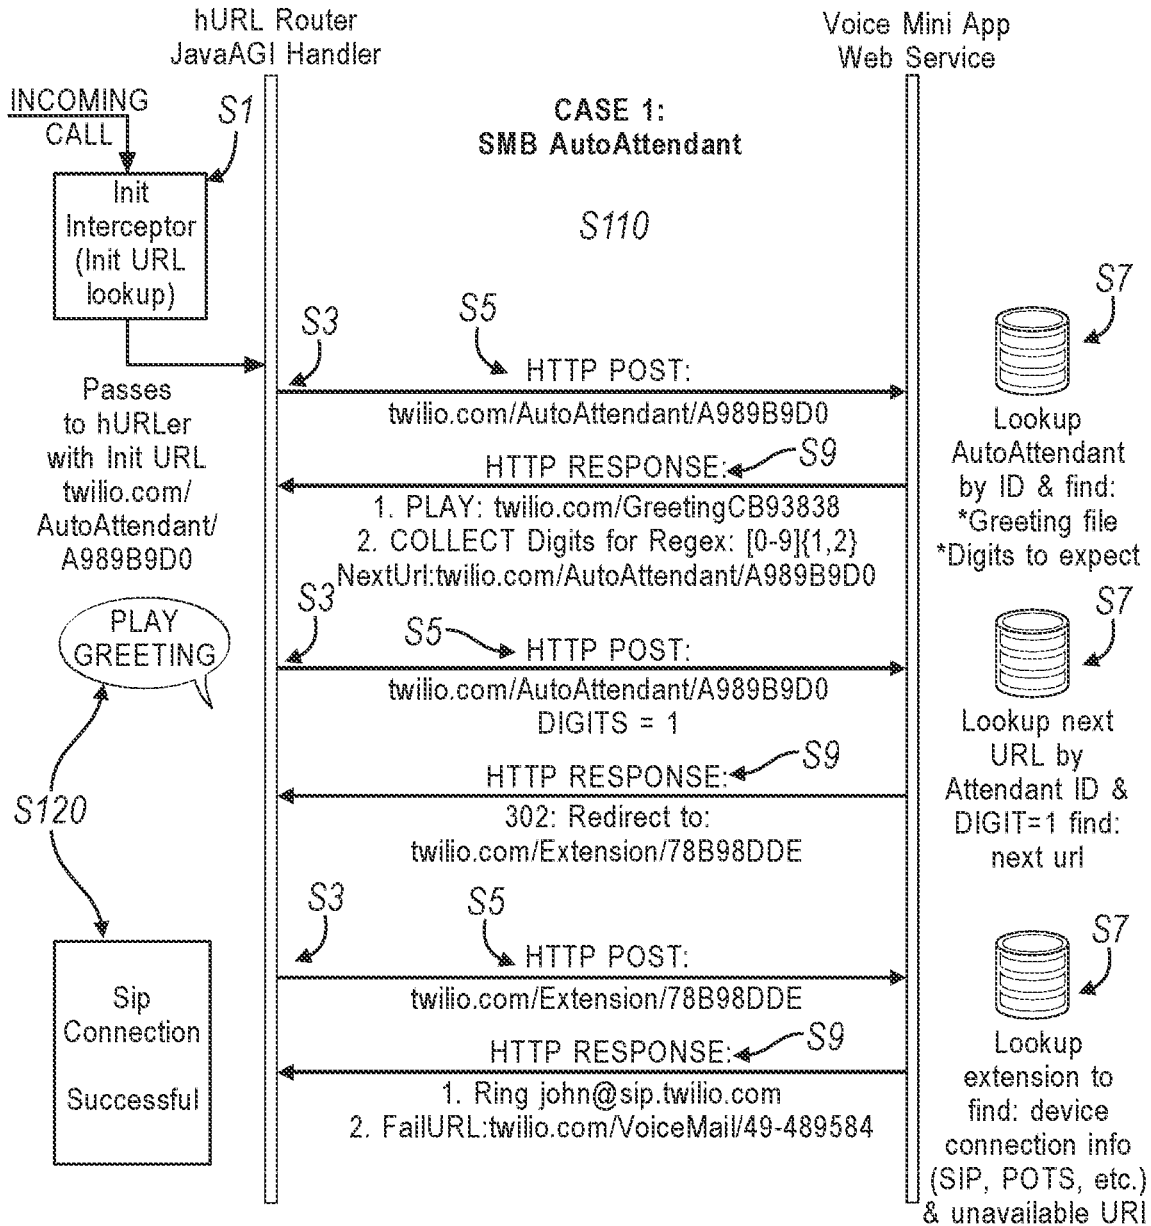 hURL Router
JavaAGI Handler
Voice Mini App
Web Service
INCOMING
CALL
S1
CASE 1:
SMB AutoAttendant
Init
Interceptor
(Init URL
lookup)
S110
S7
S3
S5
HTTP POST:
twilio.com/AutoAttendant/A989B9D0
Passes
to hURLer
with Init URL
twilio.com/
AutoAttendant/
A989B9D0
Lookup
AutoAttendant
by ID & find:
*Greeting file
*Digits to expect
HTTP RESPONSE:
S9
1. PLAY: twilio.com/GreetingCB93838
2. COLLECT Digits for Regex: [0-9]{1,2}
NextUrl:twilio.com/AutoAttendant/A989B9D0
S3
S7
PLAY
GREETING
S5
HTTP POST:
twilio.com/AutoAttendant/A989B9D0
DIGITS = 1
Lookup next
URL by
Attendant ID &
DIGIT=1 find:
next url
S9
HTTP RESPONSE:
302: Redirect to:
twilio.com/Extension/78B98DDE
S120
S3
S5
S7
HTTP POST:
twilio.com/Extension/78B98DDE
Sip
Connection
Successful
S9
HTTP RESPONSE:
1. Ring john@sip.twilio.com
2. FailURL:twilio.com/VoiceMail/49-489584
Lookup
extension to
find: device
connection info
(SIP, POTS, etc.)
& unavailable URI